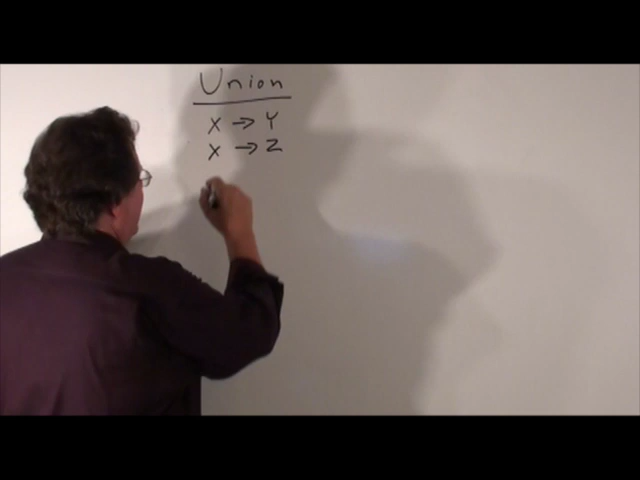 Union
X → Y
X → Z